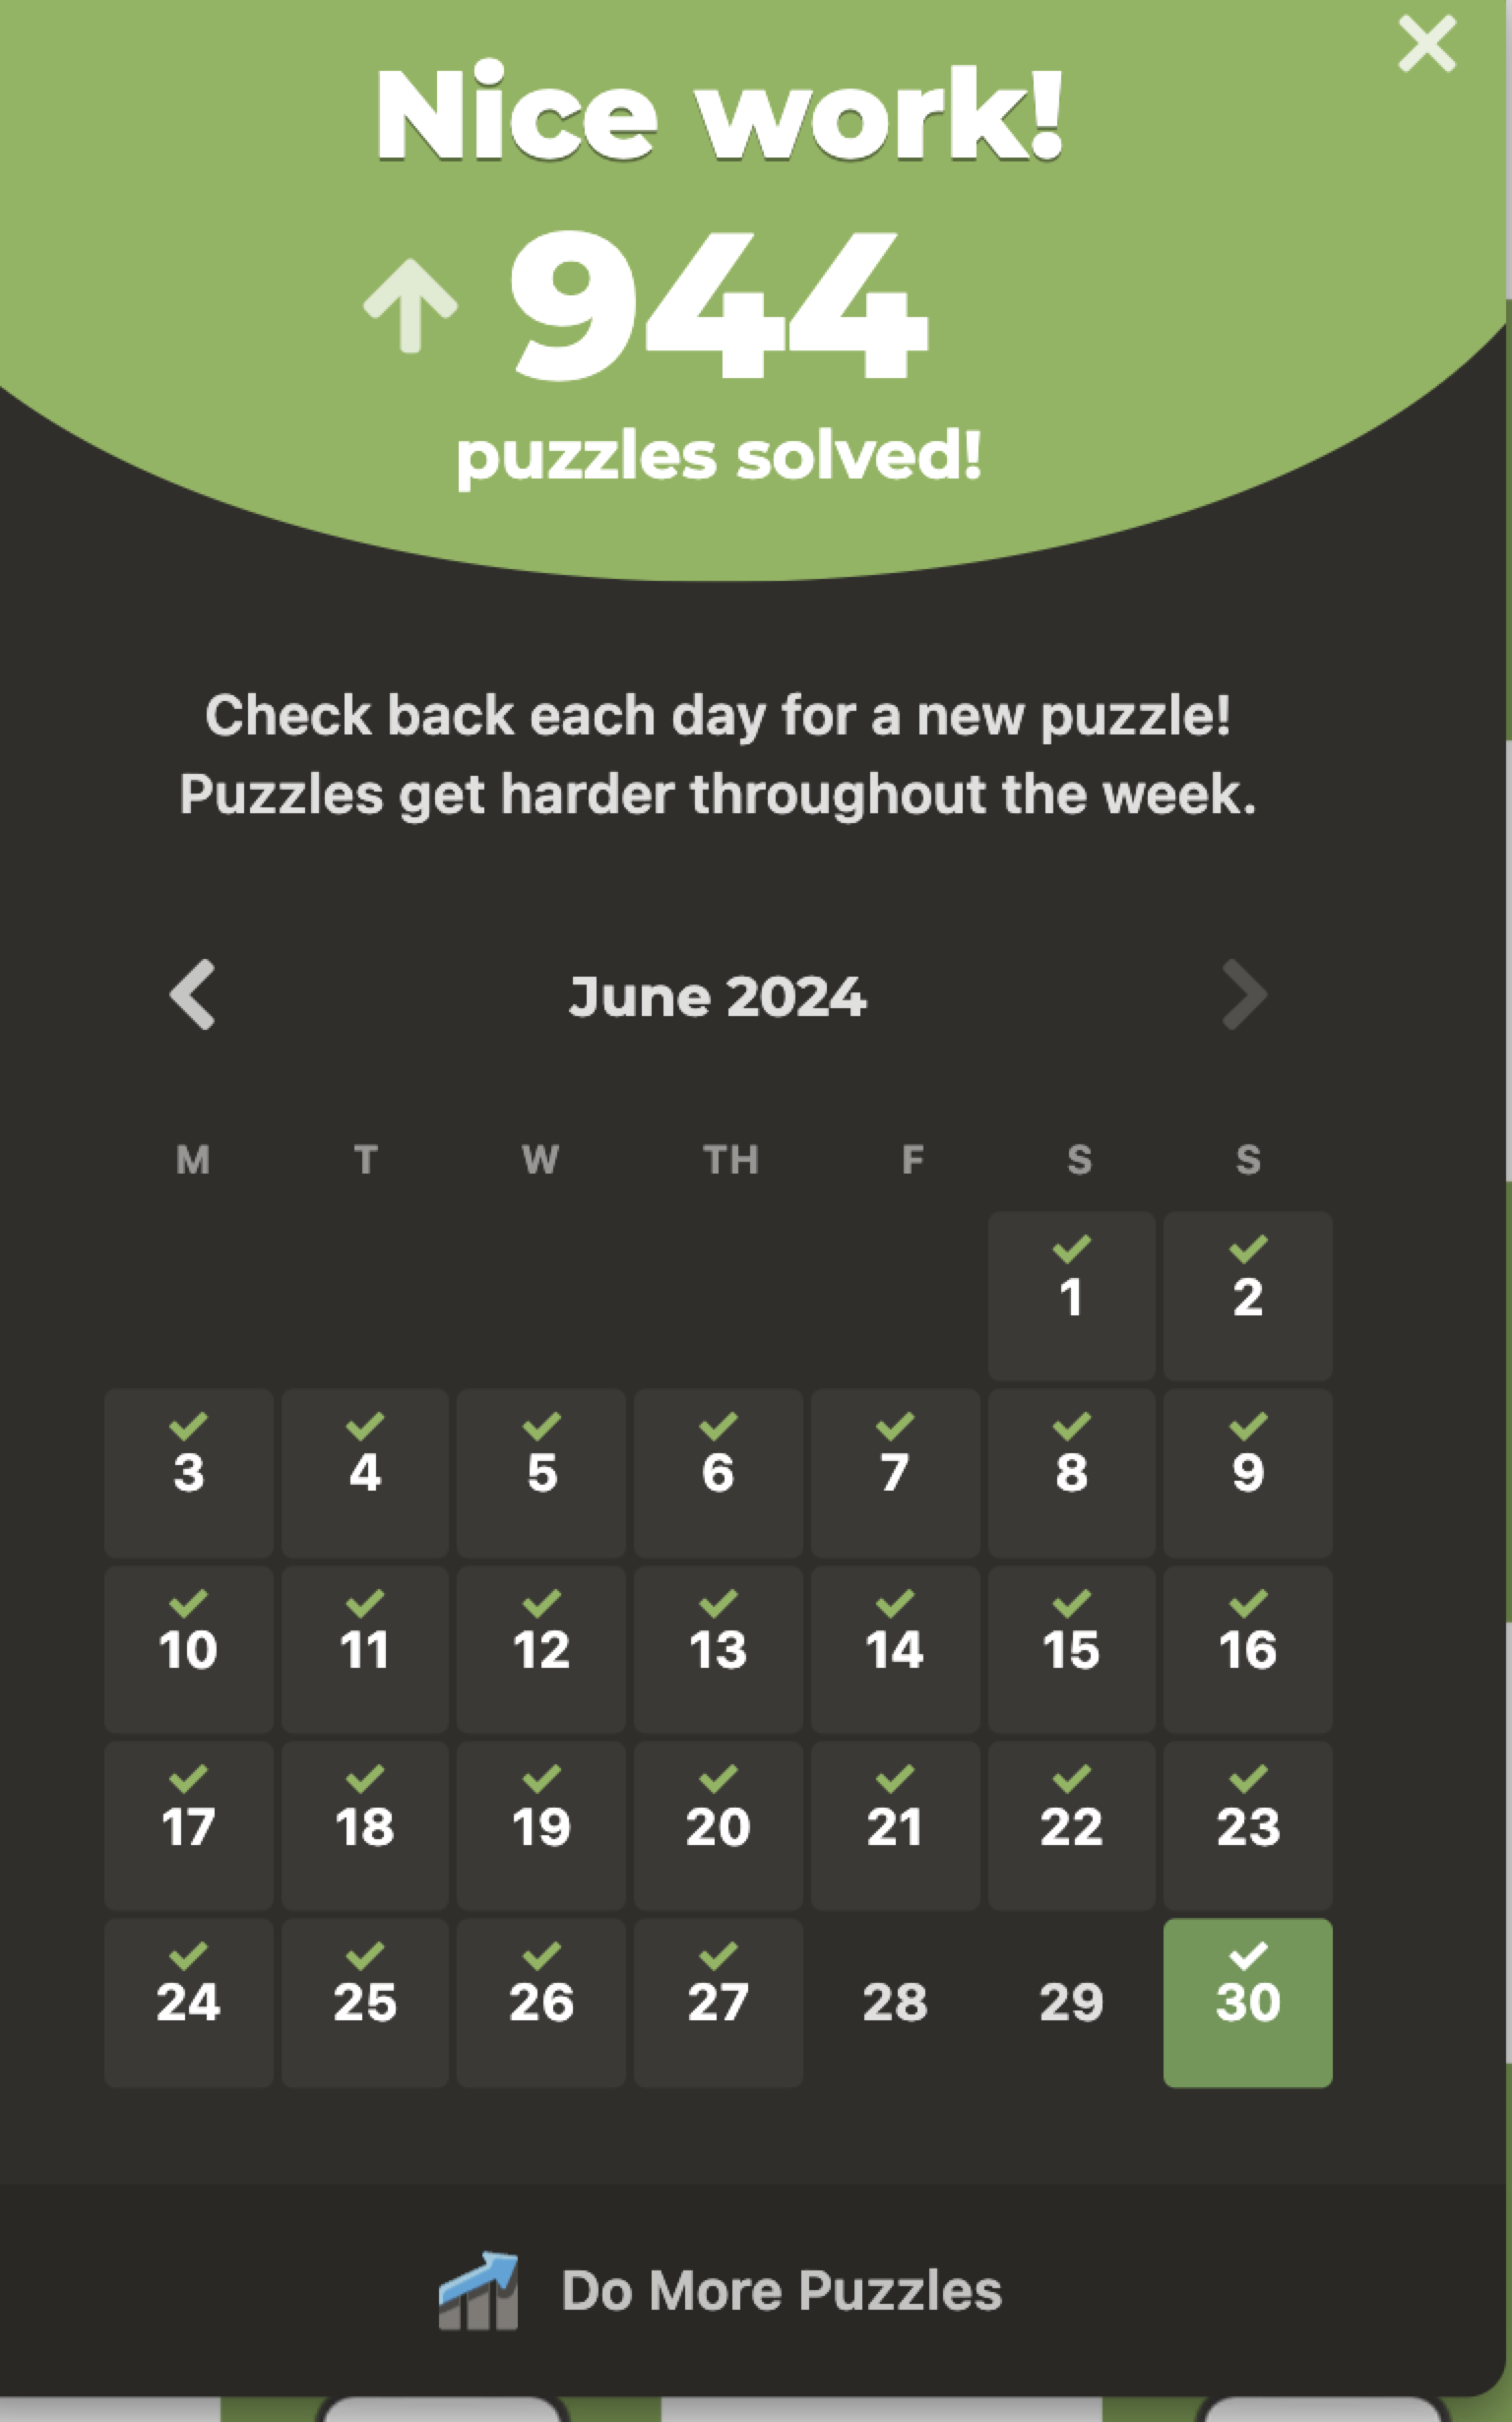 Nice work!
944
puzzles solved!
Check back each day for a new puzzle!
Puzzles get harder throughout the week.
June 2024
M T W TH F S S
1 2
3 4 5 6 7 8 9
10 11 12 13 14 15 16
17 18 19 20 21 22 23
24 25 26 27 28 29 30
Do More Puzzles